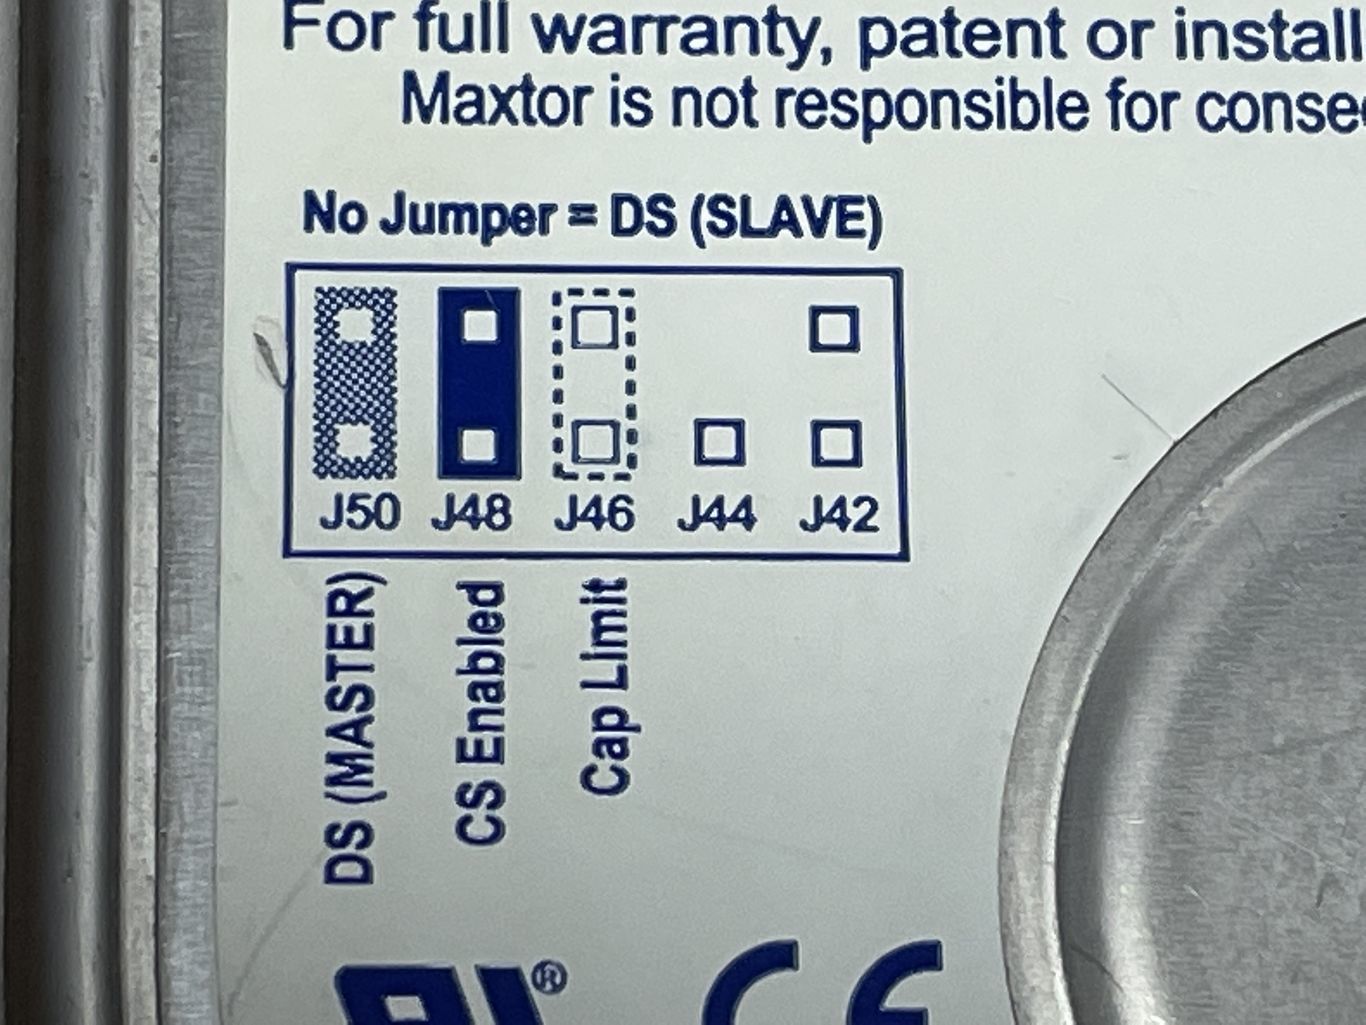 For full warranty, patent or install
Maxtor is not responsible for conse
No Jumper = DS (SLAVE)
J50 J48 J46 J44 J42
DS (MASTER)
CS Enabled
Cap Limit
®
CE